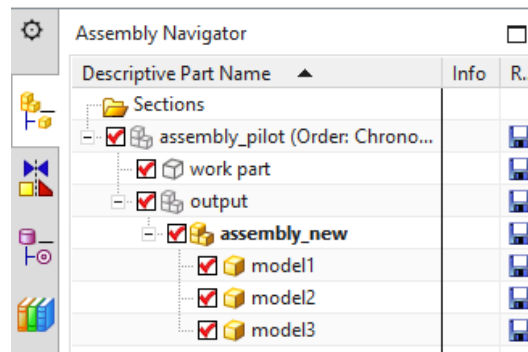 Assembly Navigator
Descriptive Part Name Info R..
Sections
assembly_pilot (Order: Chrono...
work part
output
assembly_new
model1
model2
model3